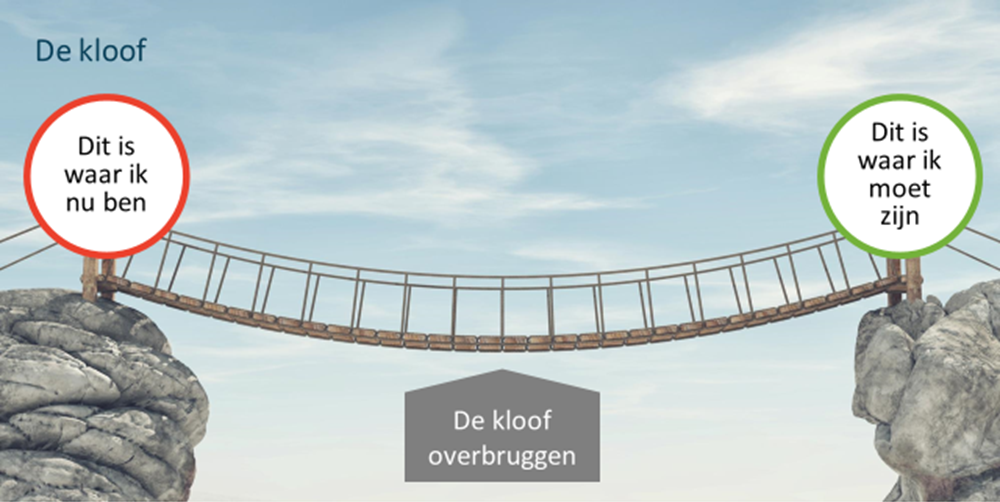 De kloof
Dit is
waar ik
nu ben
Dit is
waar ik
moet
zijn
De kloof
overbruggen